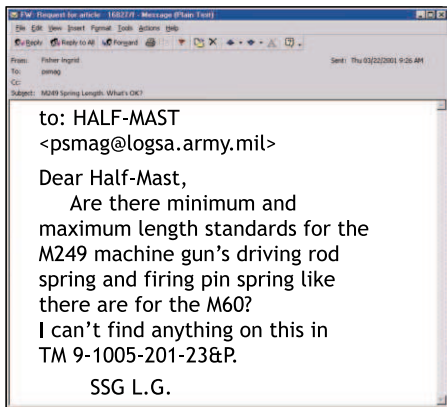 FW: Request for article 16827/f - Message (Plain Text)
File Edit View Insert Format Tools Actions Help
Reply Reply to All Forward
From: Fisher Ingrid Sent: Thu 03/22/2001 9:26 AM
To: psmag
Cc:
Subject: M249 Spring Length. What's OK?
to: HALF-MAST
<psmag@logsa.army.mil>
Dear Half-Mast,
Are there minimum and
maximum length standards for the
M249 machine gun's driving rod
spring and firing pin spring like
there are for the M60?
I can't find anything on this in
TM 9-1005-201-23&P.
SSG L.G.